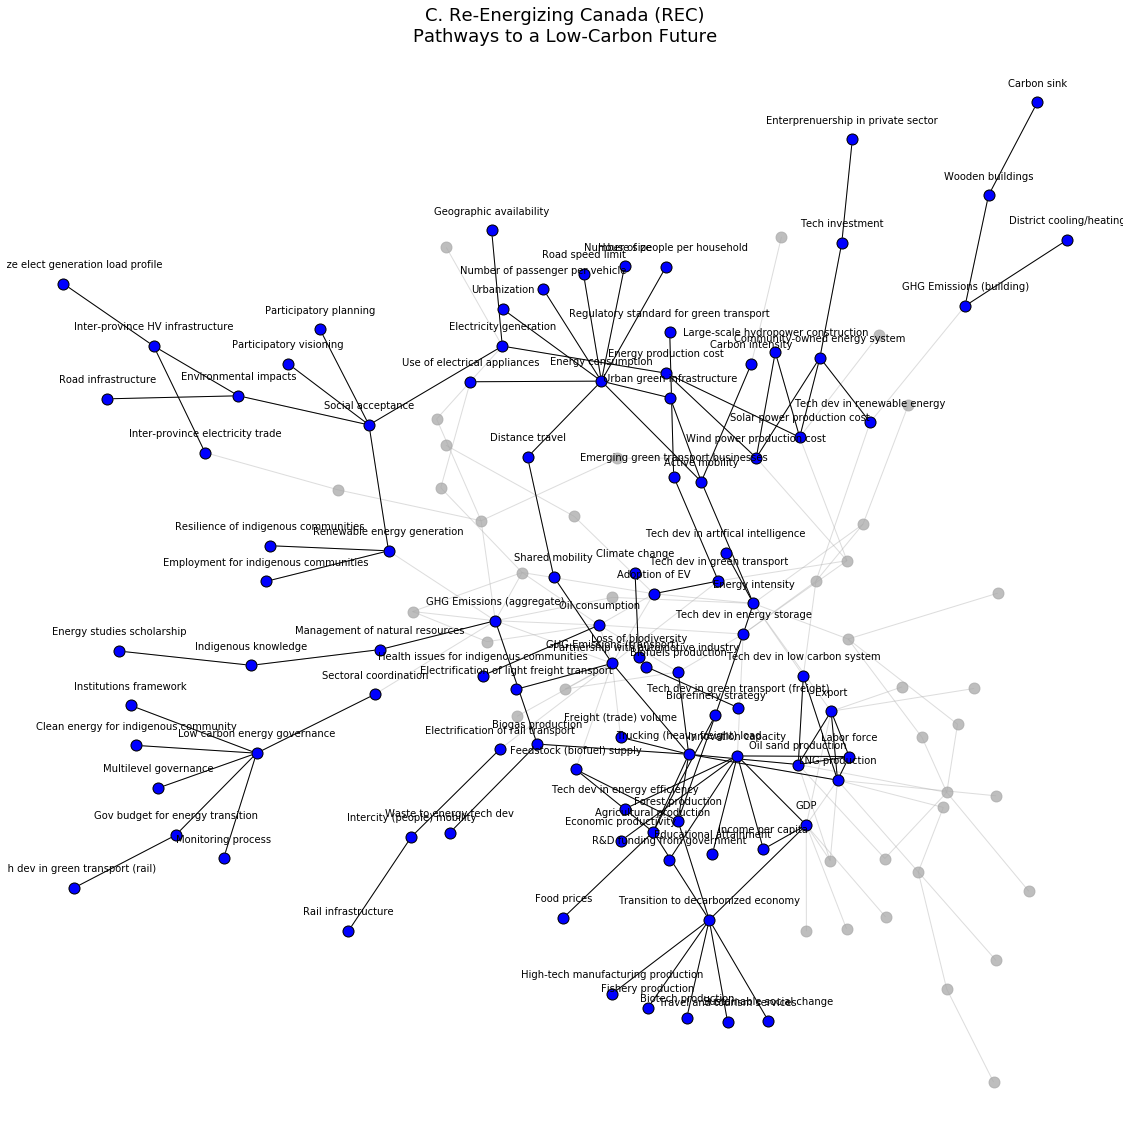 C. Re-Energizing Canada (REC)
Pathways to a Low-Carbon Future
Carbon sink
Enterprenuership in private sector
Wooden buildings
Geographic availability
Tech investment
District cooling/heating
Number of people per household
House size
Road speed limit
ze elect generation load profile
Number of passenger per vehicle
Urbanization
GHG Emissions (building)
Participatory planning
Regulatory standard for green transport
Inter-province HV infrastructure
Electricity generation
Large-scale hydropower construction
Community-owned energy system
Participatory visioning
Carbon intensity
Energy production cost
Use of electrical appliances
Energy consumption
Road infrastructure
Environmental impacts
Urban green infrastructure
Social acceptance
Tech dev in renewable energy
Solar power production cost
Inter-province electricity trade
Distance travel
Wind power production cost
Emerging green transport businesses
Active mobility
Resilience of indigenous communities
Renewable energy generation
Tech dev in artifical intelligence
Employment for indigenous communities
Shared mobility
Climate change
Tech dev in green transport
Adoption of EV
Energy intensity
GHG Emissions (aggregate)
Oil consumption
Tech dev in energy storage
Energy studies scholarship
Management of natural resources
Indigenous knowledge
Loss of biodiversity
GHG Emissions (transport)
Partnership with automotive industry
Biofuels production
Health issues for indigenous communities
Tech dev in low carbon system
Electrification of light freight transport
Sectoral coordination
Institutions framework
Tech dev in green transport (freight)
Biorefinery strategy
Export
Clean energy for indigenous community
Low carbon energy governance
Electrification of rail transport
Biogas production
Freight (trade) volume
Trucking (heavy freight) load
Innovation capacity
Labor force
Oil sand production
Feedstock (biofuel) supply
LNG production
Multilevel governance
Tech dev in energy efficiency
Forest production
GDP
Gov budget for energy transition
Intercity (people) mobility
Waste to energy tech dev
Agricultural production
Economic productivity
Income per capita
Educational attainment
R&D funding from government
Monitoring process
h dev in green transport (rail)
Rail infrastructure
Food prices
Transition to decarbonized economy
High-tech manufacturing production
Fishery production
Biotech production
Travel and tourism services
Sustainable social change